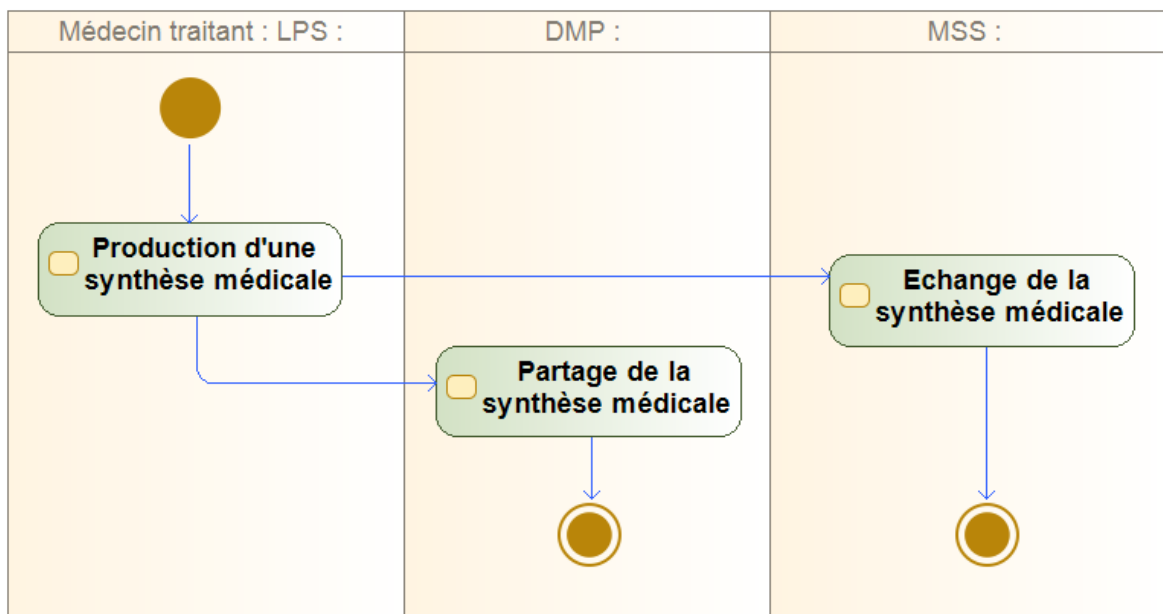 Médecin traitant : LPS :
DMP :
MSS :
Production d'une
synthèse médicale
Echange de la
synthèse médicale
Partage de la
synthèse médicale